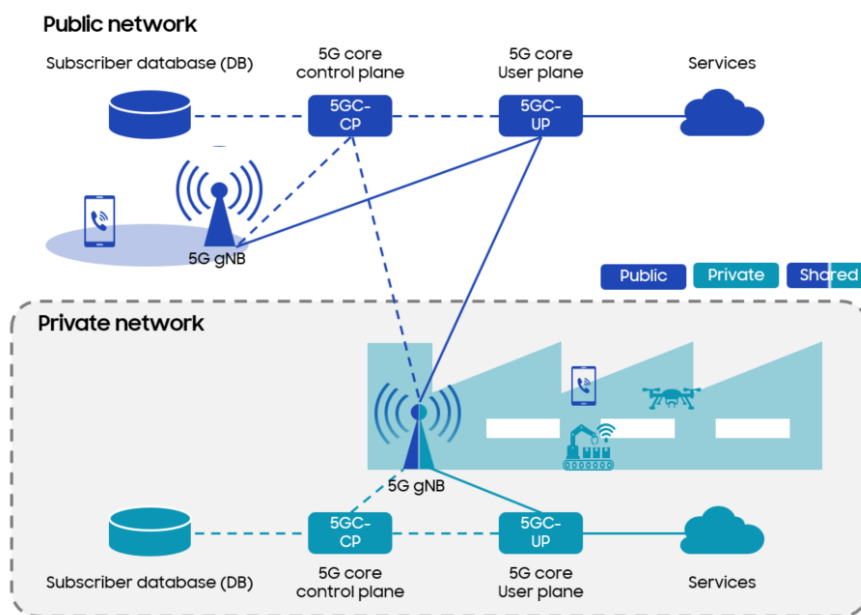 Public network
Subscriber database (DB)
5G core
control plane
5G core
User plane
Services
5GC-
CP
5GC-
UP
5G gNB
Public
Private
Shared
Private network
5G gNB
5GC-
CP
5GC-
UP
Subscriber database (DB)
5G core
control plane
5G core
User plane
Services